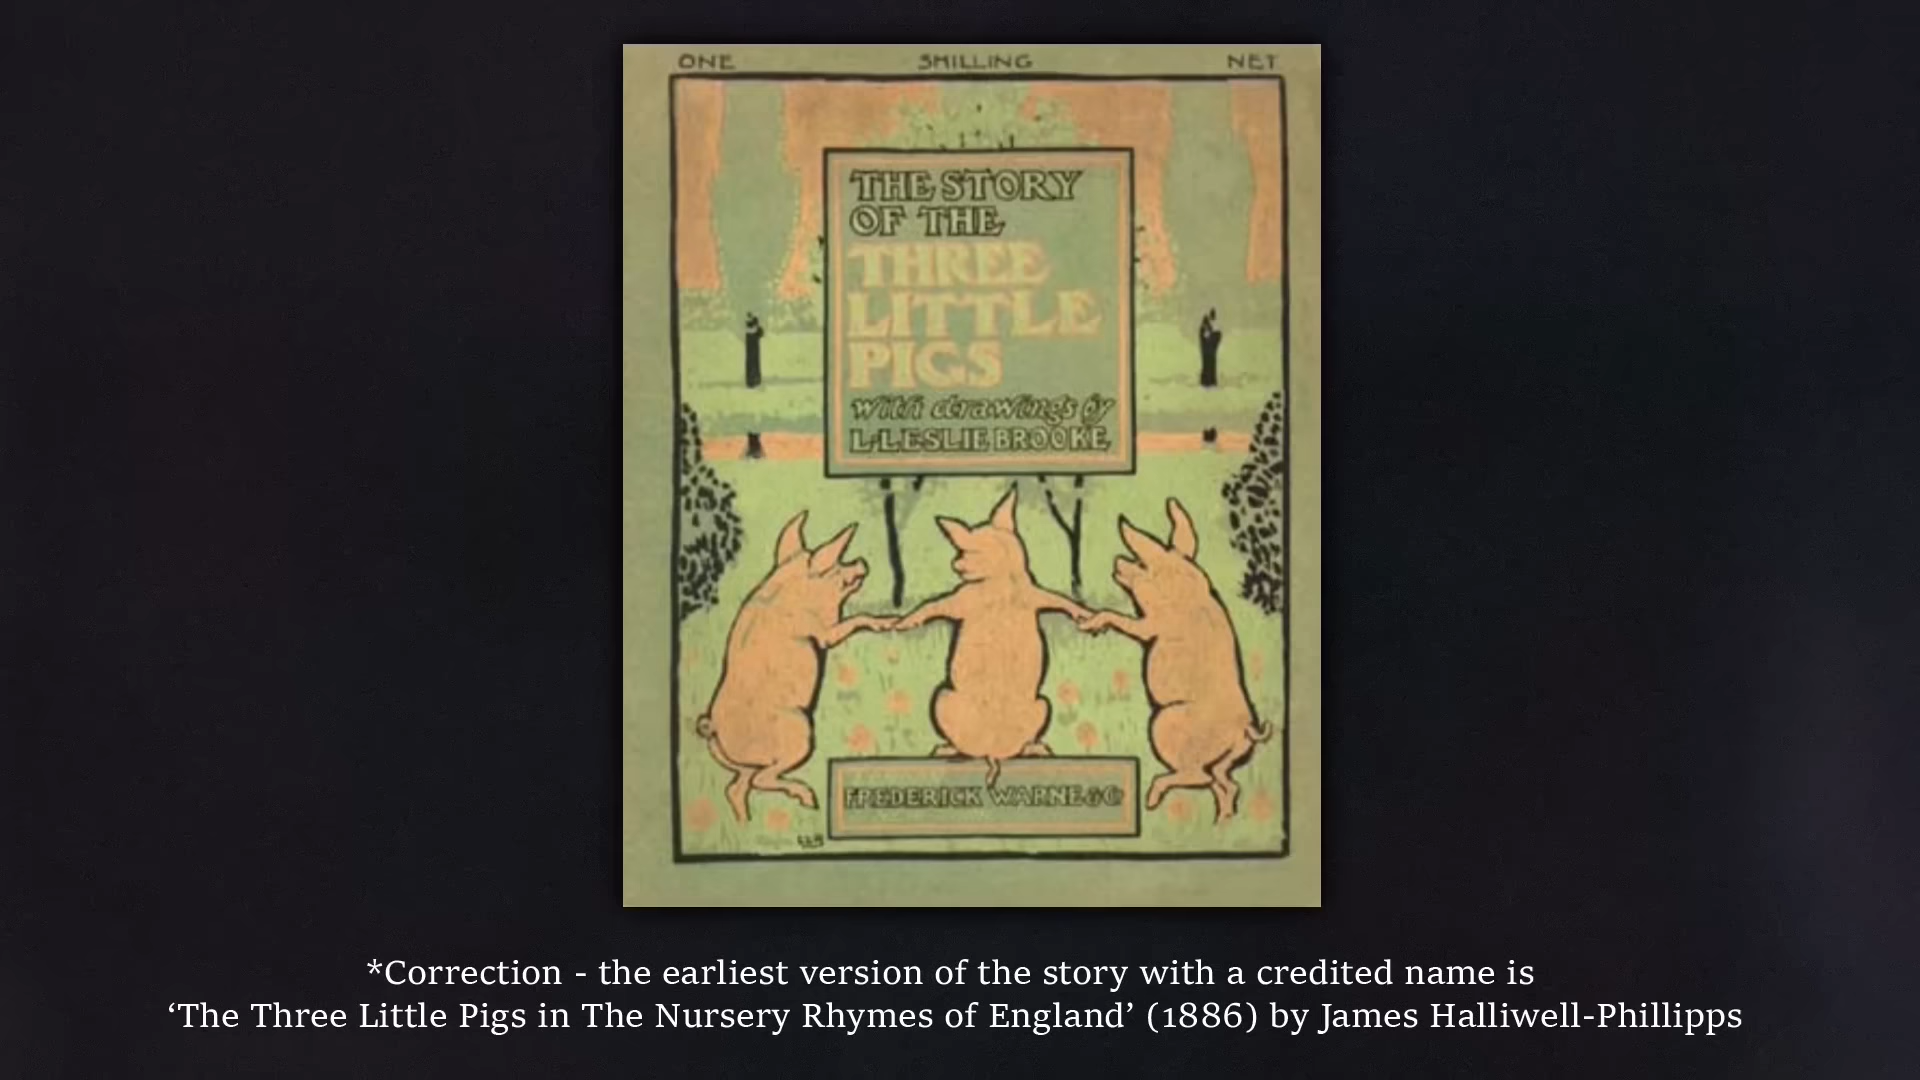 ONE SHILLING NET
THE STORY
OF THE
THREE
LITTLE
PIGS
with drawings by
L·LESLIE BROOKE
FREDERICK WARNE & CO
*Correction - the earliest version of the story with a credited name is
‘The Three Little Pigs in The Nursery Rhymes of England’ (1886) by James Halliwell-Phillipps